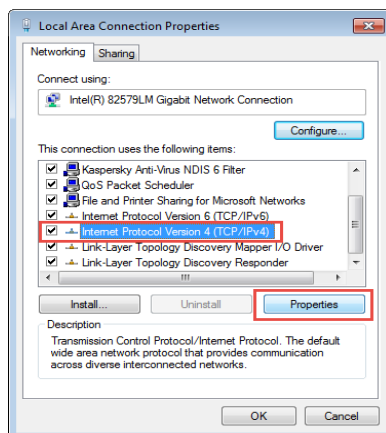 Local Area Connection Properties
Networking
Sharing
Connect using:
Intel(R) 82579LM Gigabit Network Connection
Configure...
This connection uses the following items:
Kaspersky Anti-Virus NDIS 6 Filter
QoS Packet Scheduler
File and Printer Sharing for Microsoft Networks
Internet Protocol Version 6 (TCP/IPv6)
Internet Protocol Version 4 (TCP/IPv4)
Link-Layer Topology Discovery Mapper I/O Driver
Link-Layer Topology Discovery Responder
Install...
Uninstall
Properties
Description
Transmission Control Protocol/Internet Protocol. The default
wide area network protocol that provides communication
across diverse interconnected networks.
OK
Cancel